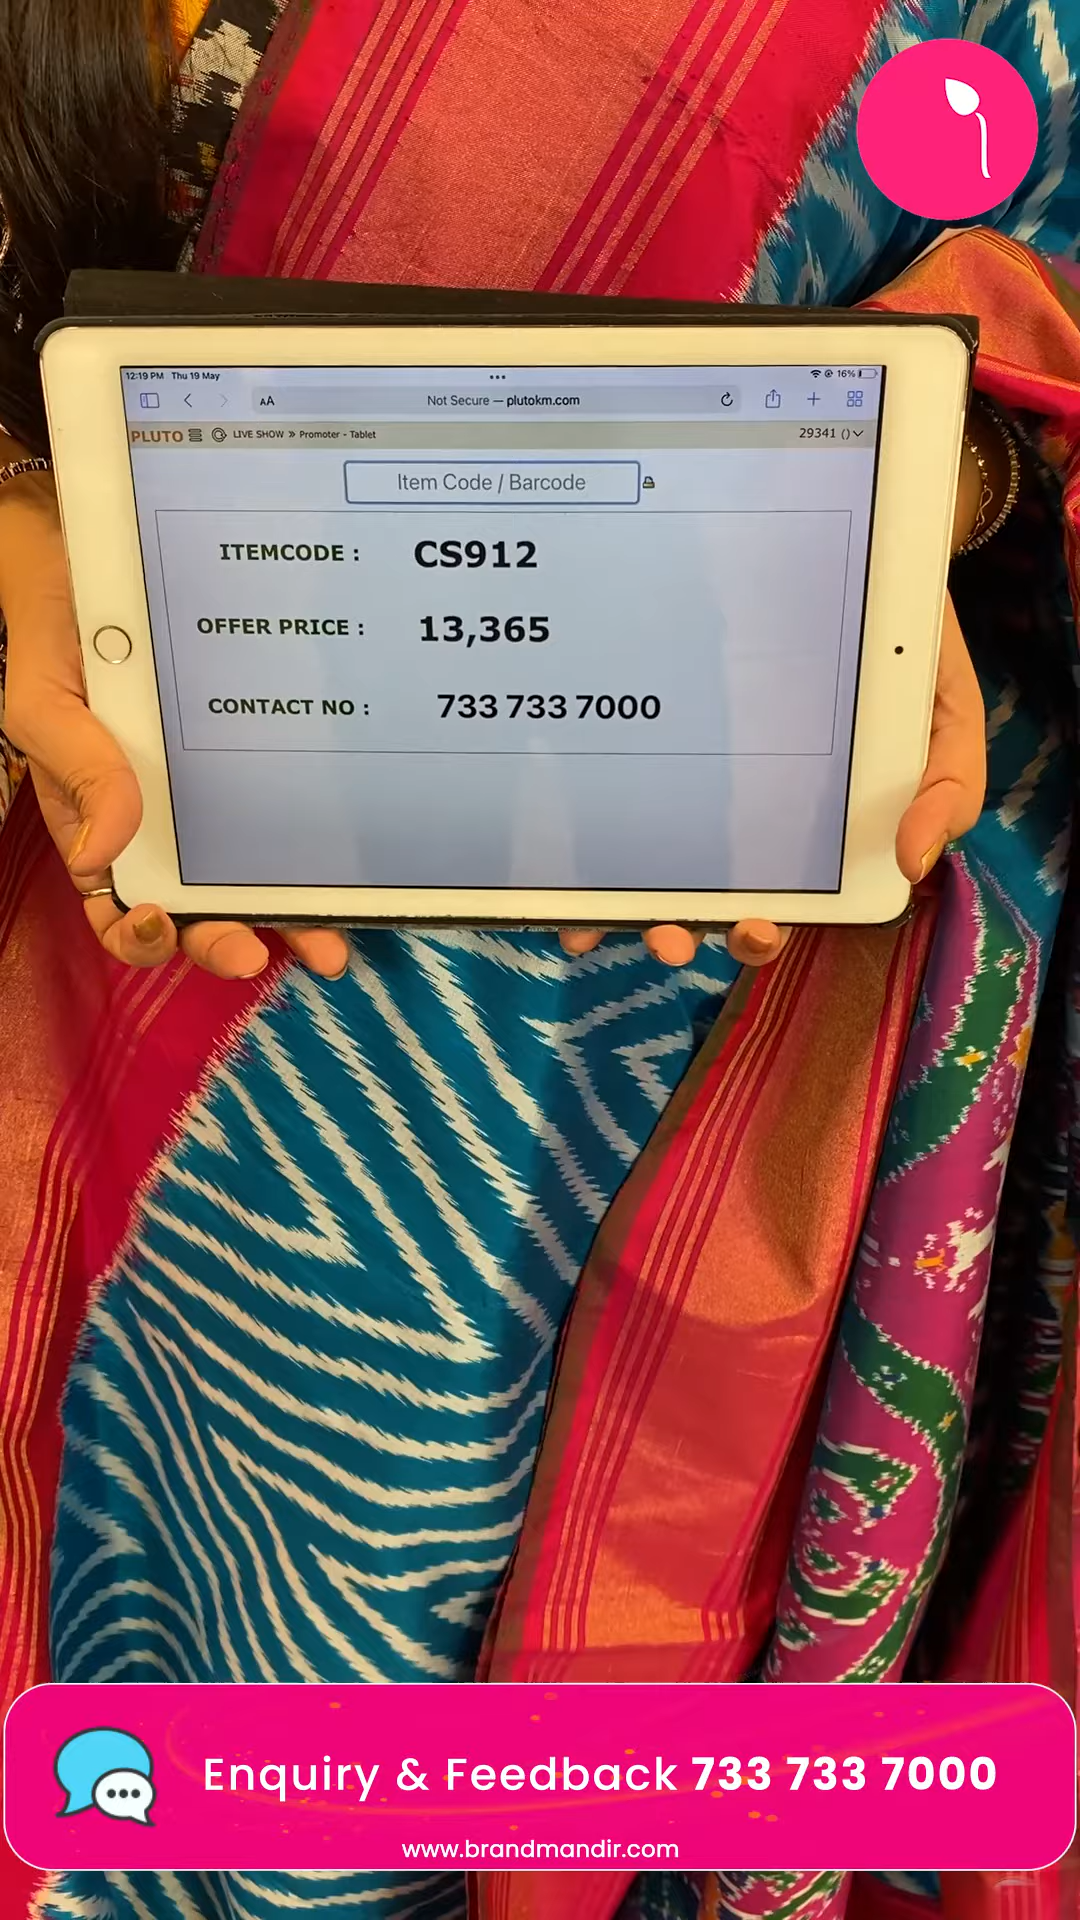 12:19 PM Thu 19 May
16%
AA
Not Secure — plutokm.com
PLUTO
LIVE SHOW » Promoter - Tablet
29341 ()
Item Code / Barcode
ITEMCODE : CS912
OFFER PRICE : 13,365
CONTACT NO : 733 733 7000
Enquiry & Feedback 733 733 7000
www.brandmandir.com